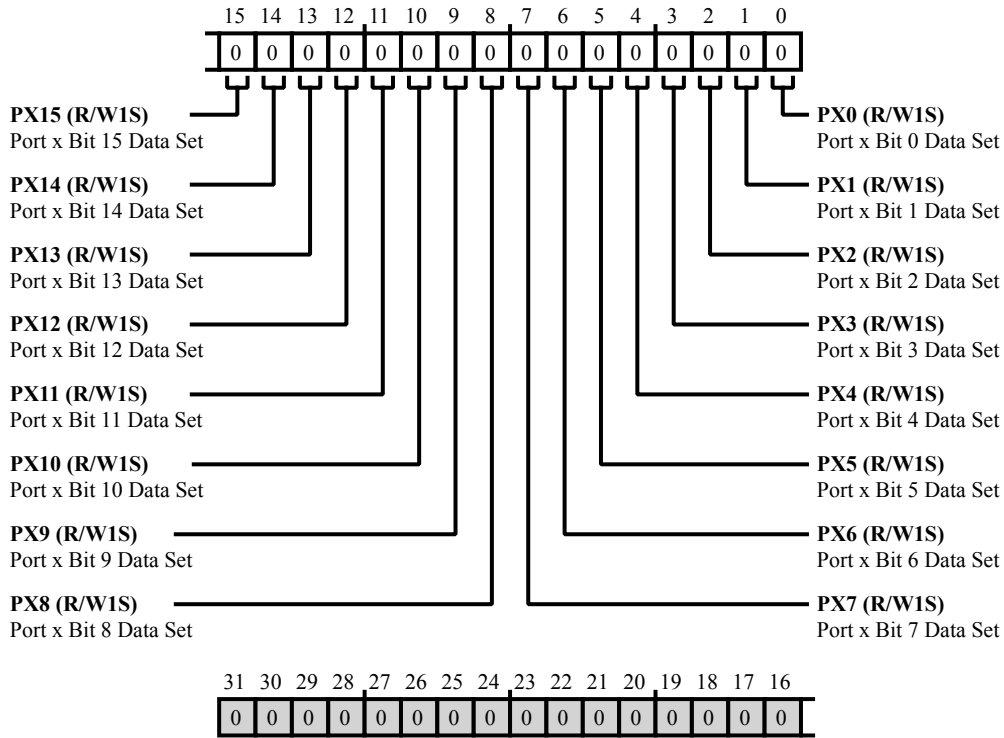 15 14 13 12 11 10 9 8 7 6 5 4 3 2 1 0
0 0 0 0 0 0 0 0 0 0 0 0 0 0 0 0
PX15 (R/W1S)
Port x Bit 15 Data Set
PX0 (R/W1S)
Port x Bit 0 Data Set
PX14 (R/W1S)
Port x Bit 14 Data Set
PX1 (R/W1S)
Port x Bit 1 Data Set
PX13 (R/W1S)
Port x Bit 13 Data Set
PX2 (R/W1S)
Port x Bit 2 Data Set
PX12 (R/W1S)
Port x Bit 12 Data Set
PX3 (R/W1S)
Port x Bit 3 Data Set
PX11 (R/W1S)
Port x Bit 11 Data Set
PX4 (R/W1S)
Port x Bit 4 Data Set
PX10 (R/W1S)
Port x Bit 10 Data Set
PX5 (R/W1S)
Port x Bit 5 Data Set
PX9 (R/W1S)
Port x Bit 9 Data Set
PX6 (R/W1S)
Port x Bit 6 Data Set
PX8 (R/W1S)
Port x Bit 8 Data Set
PX7 (R/W1S)
Port x Bit 7 Data Set
31 30 29 28 27 26 25 24 23 22 21 20 19 18 17 16
0 0 0 0 0 0 0 0 0 0 0 0 0 0 0 0